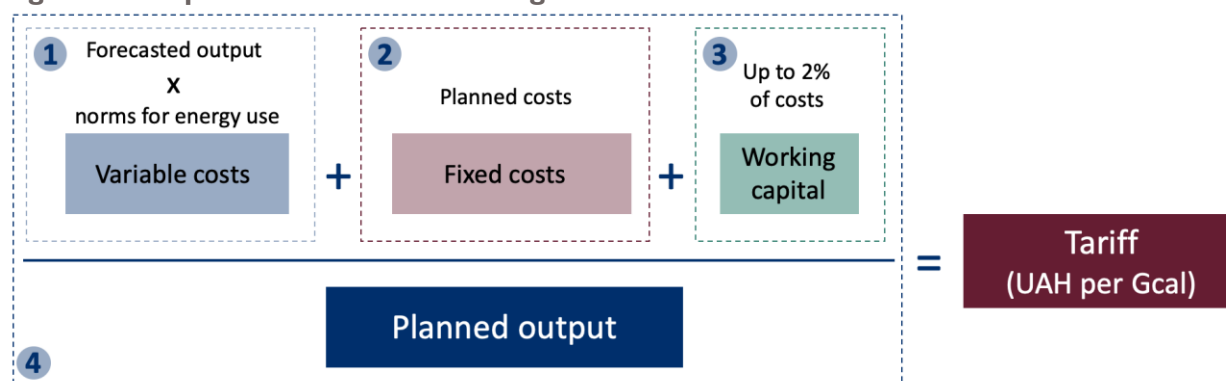 1
Forecasted output
X
norms for energy use
Variable costs
+
2
Planned costs
Fixed costs
+
3
Up to 2%
of costs
Working
capital
Planned output
4
=
Tariff
(UAH per Gcal)